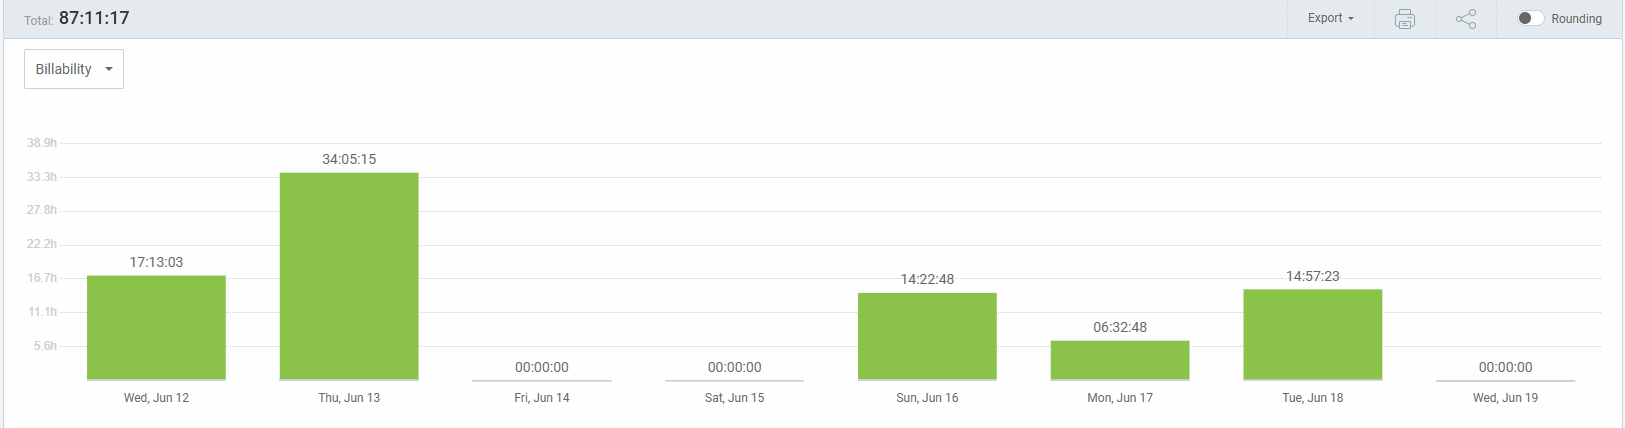 Total: 87:11:17
Export
Rounding
Billability
38.9h
33.3h
27.8h
22.2h
16.7h
11.1h
5.6h
17:13:03
34:05:15
00:00:00
00:00:00
14:22:48
06:32:48
14:57:23
00:00:00
Wed, Jun 12
Thu, Jun 13
Fri, Jun 14
Sat, Jun 15
Sun, Jun 16
Mon, Jun 17
Tue, Jun 18
Wed, Jun 19